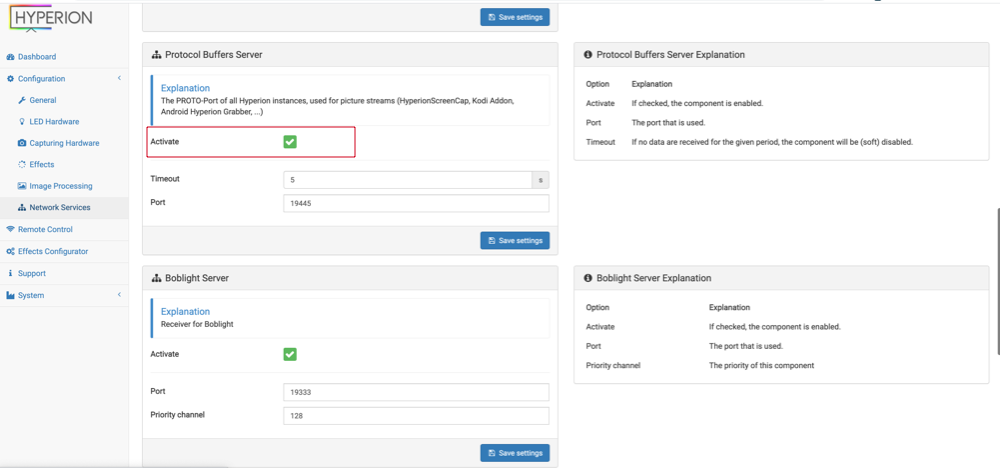 HYPERION
Save settings
Dashboard
Configuration
General
LED Hardware
Capturing Hardware
Effects
Image Processing
Network Services
Remote Control
Effects Configurator
Support
System
Protocol Buffers Server
Explanation
The PROTO-Port of all Hyperion instances, used for picture streams (HyperionScreenCap, Kodi Addon,
Android Hyperion Grabber, ...)
Activate
Timeout
5
s
Port
19445
Save settings
Protocol Buffers Server Explanation
Option Explanation
Activate If checked, the component is enabled.
Port The port that is used.
Timeout If no data are received for the given period, the component will be (soft) disabled.
Boblight Server
Explanation
Receiver for Boblight
Activate
Port
19333
Priority channel
128
Save settings
Boblight Server Explanation
Option Explanation
Activate If checked, the component is enabled.
Port The port that is used.
Priority channel The priority of this component